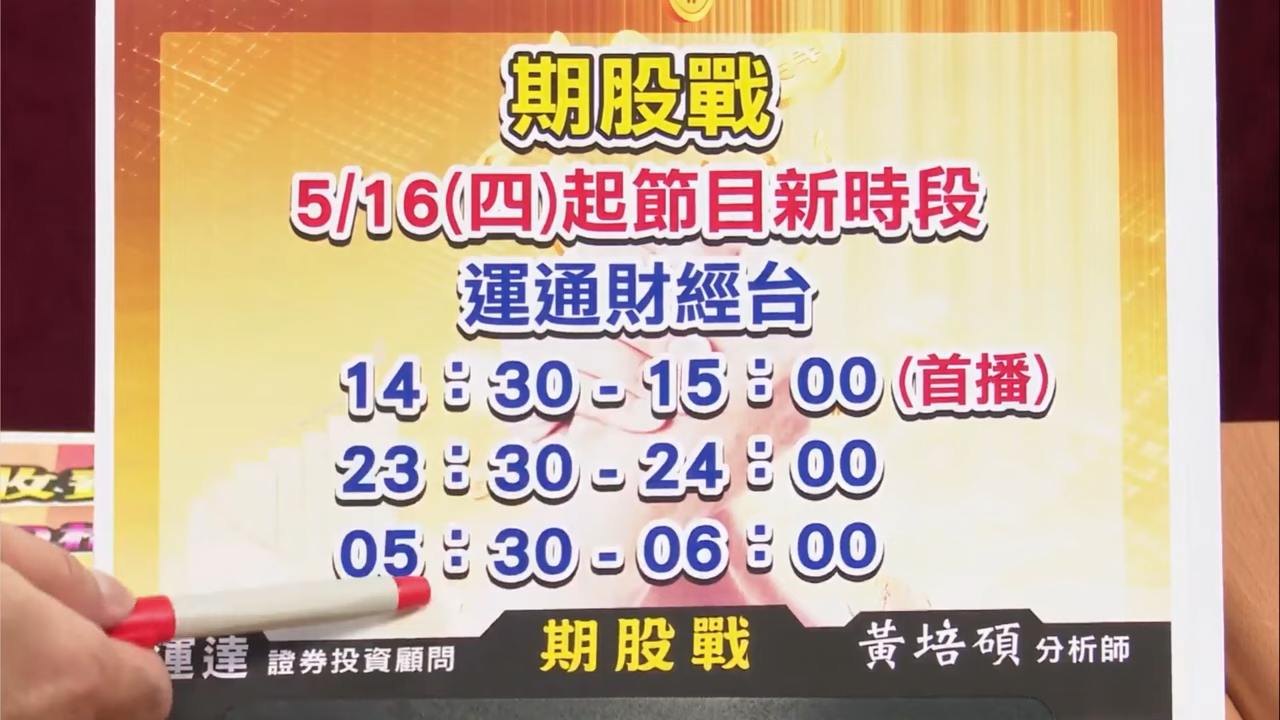 期股戰
5/16(四)起節目新時段
運通財經台
14：30 - 15：00 (首播)
23：30 - 24：00
05：30 - 06：00
運達 證券投資顧問 期股戰 黃培碩 分析師